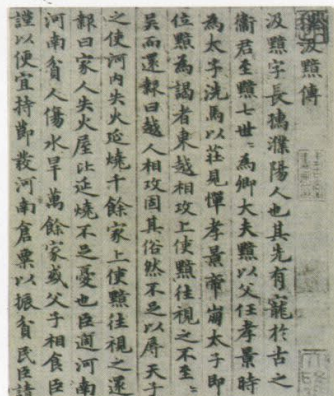 汲黯傳
汲黯字長孺濮陽人也其先有寵於古之
衞君至黯七世世為卿大夫黯以父任孝景時
為太子洗馬以莊見憚孝景帝崩太子即
位黯為謁者東越相攻上使黯往視之不至
吳而還報曰越人相攻固其俗然不足以辱天子
之使河內失火延燒千餘家上使黯往視之還
報曰家人失火屋比延燒不足憂也臣過河南
河南貧人傷水旱萬餘家或父子相食臣
謹以便宜持節發河南倉粟以振貧民臣請